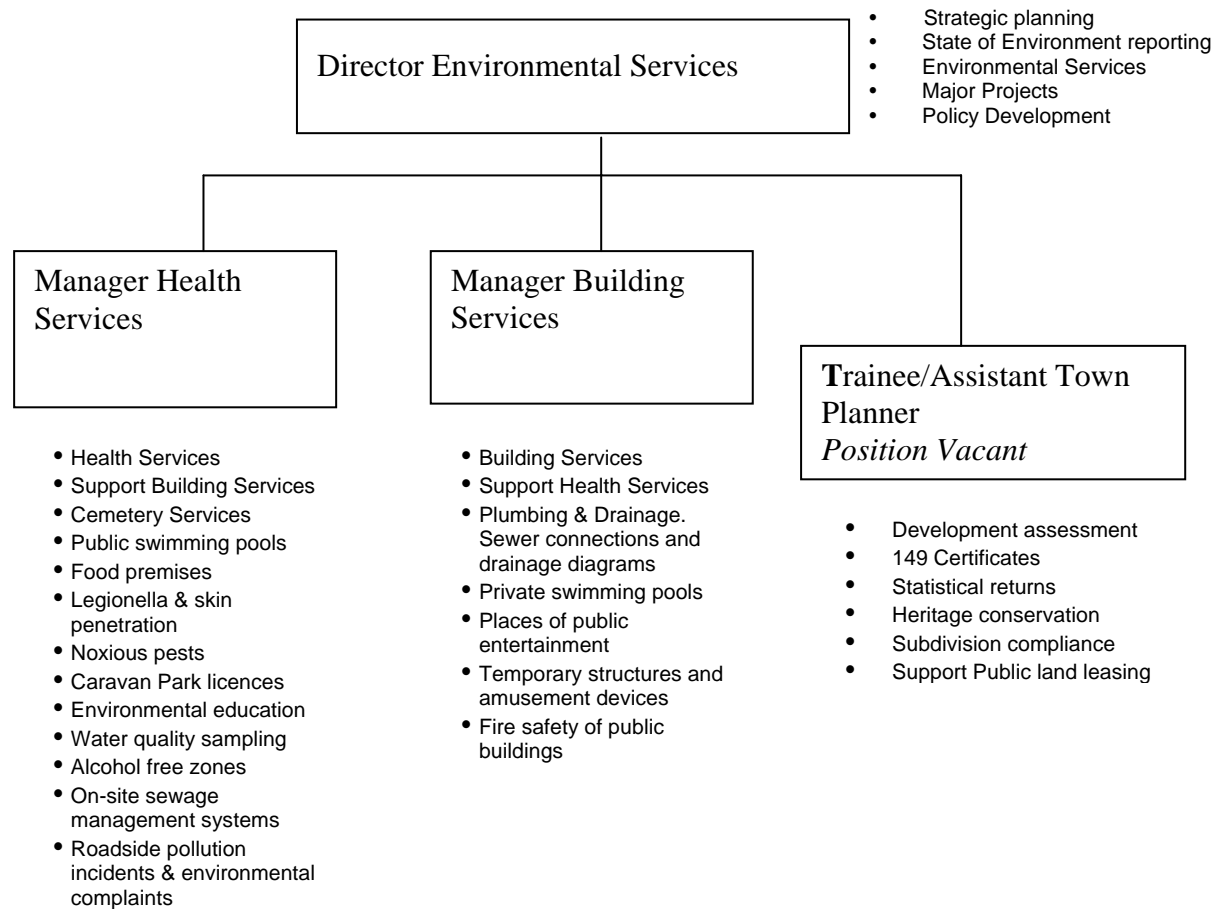 Director Environmental Services
• Strategic planning
• State of Environment reporting
• Environmental Services
• Major Projects
• Policy Development
Manager Health
Services
• Health Services
• Support Building Services
• Cemetery Services
• Public swimming pools
• Food premises
• Legionella & skin
penetration
• Noxious pests
• Caravan Park licences
• Environmental education
• Water quality sampling
• Alcohol free zones
• On-site sewage
management systems
• Roadside pollution
incidents & environmental
complaints
Manager Building
Services
• Building Services
• Support Health Services
• Plumbing & Drainage.
Sewer connections and
drainage diagrams
• Private swimming pools
• Places of public
entertainment
• Temporary structures and
amusement devices
• Fire safety of public
buildings
Trainee/Assistant Town
Planner
Position Vacant
• Development assessment
• 149 Certificates
• Statistical returns
• Heritage conservation
• Subdivision compliance
• Support Public land leasing